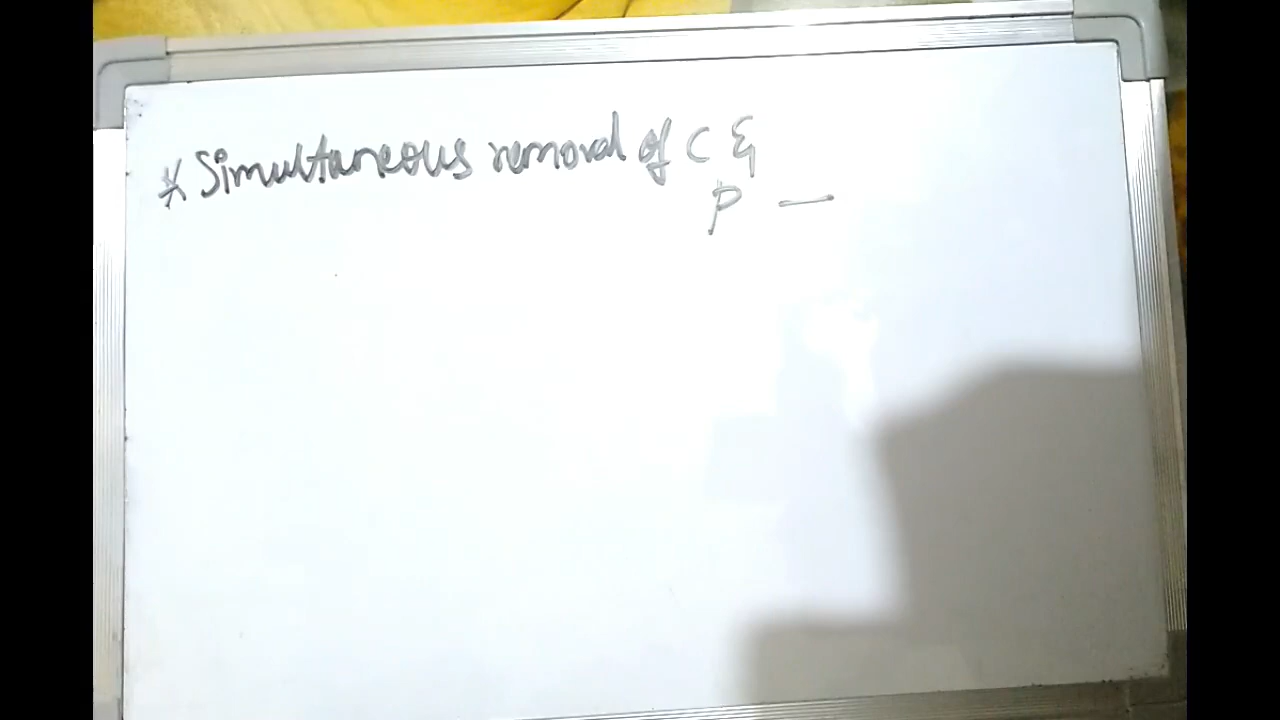 * Simultaneous removal of C &
P —